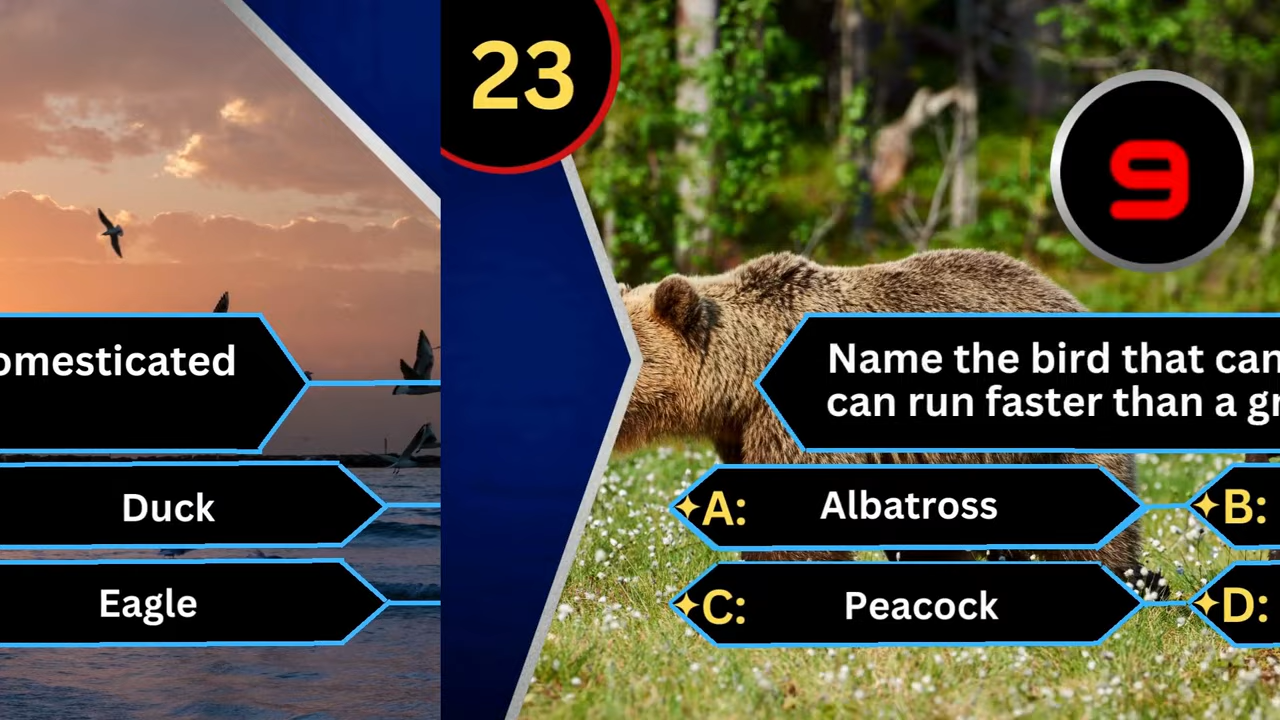 omesticated
Duck
Eagle
23
9
Name the bird that can
can run faster than a gr
A: Albatross
B:
C: Peacock
D: